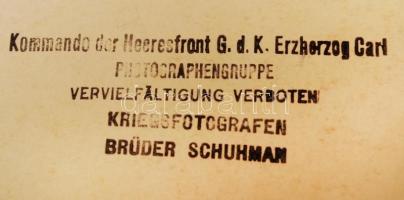 Kommando der Heeresfront G. d. K. Erzherzog Carl
PHOTOGRAPHENGRUPPE
VERVIELFÄLTIGUNG VERBOTEN
KRIEGSFOTOGRAFEN
BRÜDER SCHUHMAN